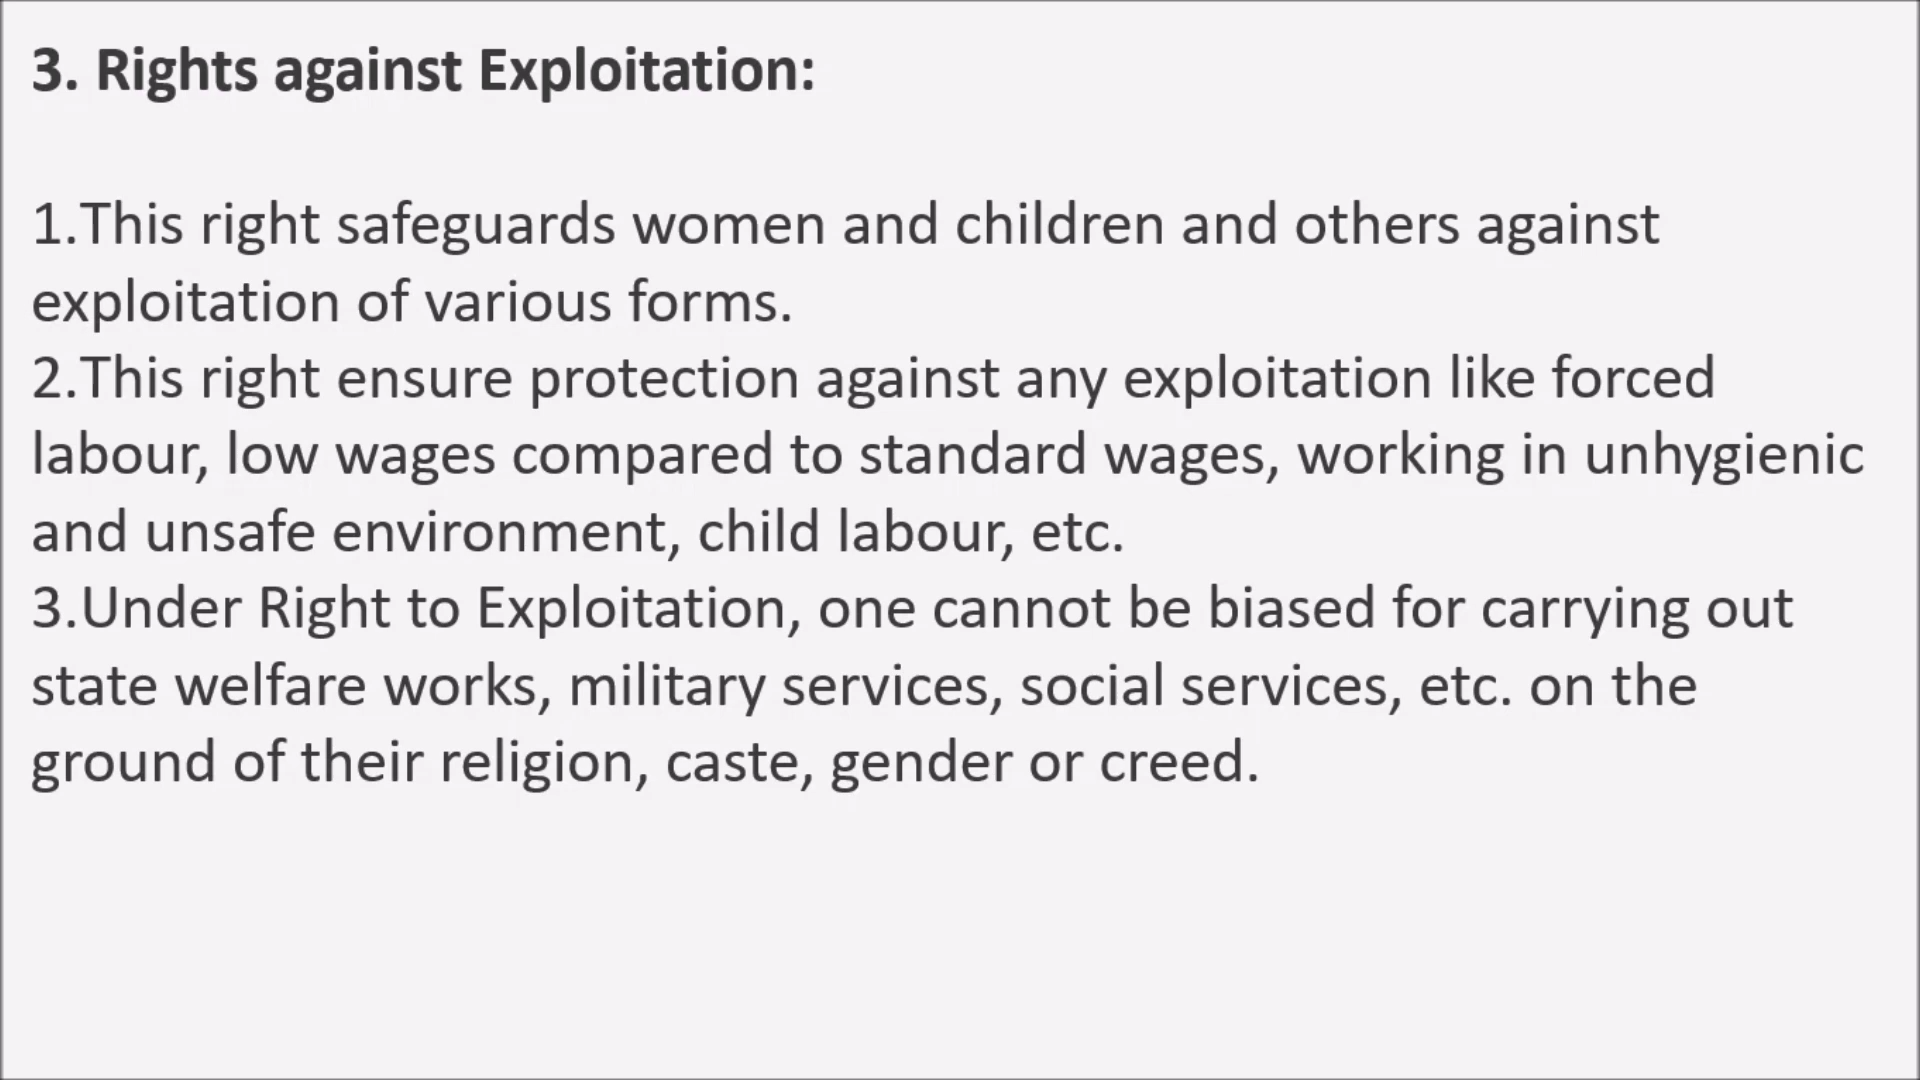 3. Rights against Exploitation:
1.This right safeguards women and children and others against
exploitation of various forms.
2.This right ensure protection against any exploitation like forced
labour, low wages compared to standard wages, working in unhygienic
and unsafe environment, child labour, etc.
3.Under Right to Exploitation, one cannot be biased for carrying out
state welfare works, military services, social services, etc. on the
ground of their religion, caste, gender or creed.